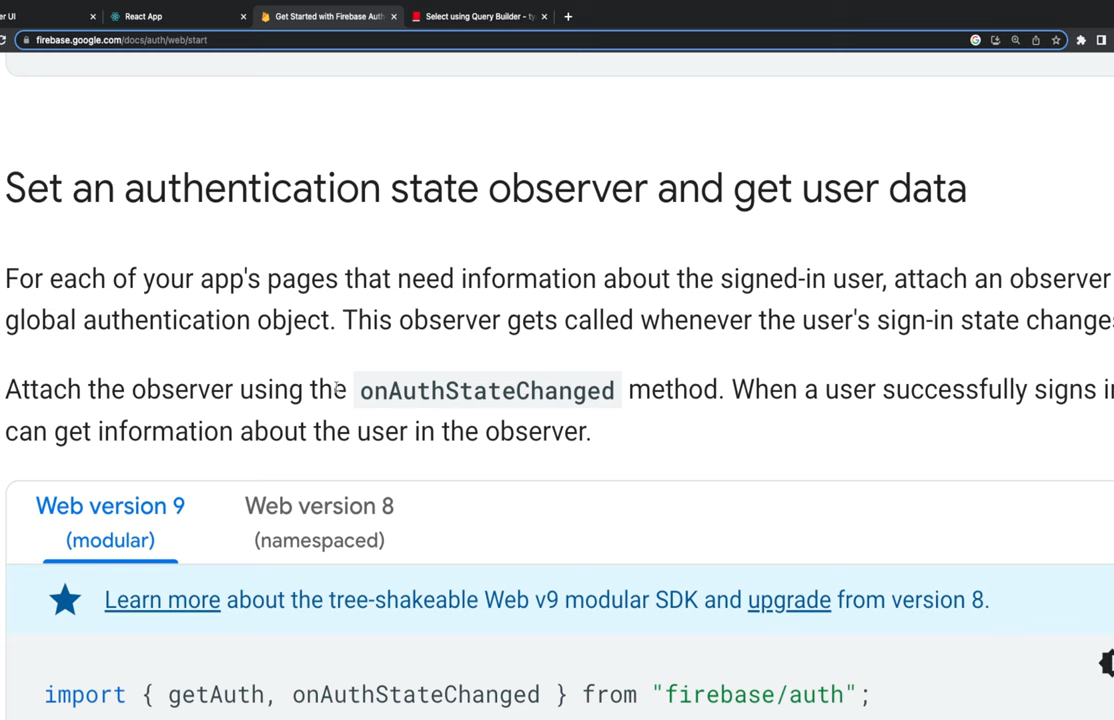 er UI
React App
Get Started with Firebase Auth
Select using Query Builder - ty
firebase.google.com/docs/auth/web/start
Set an authentication state observer and get user data
For each of your app's pages that need information about the signed-in user, attach an observer
global authentication object. This observer gets called whenever the user's sign-in state changes
Attach the observer using the onAuthStateChanged method. When a user successfully signs in
can get information about the user in the observer.
Web version 9 Web version 8
(modular) (namespaced)
Learn more about the tree-shakeable Web v9 modular SDK and upgrade from version 8.
import { getAuth, onAuthStateChanged } from "firebase/auth";